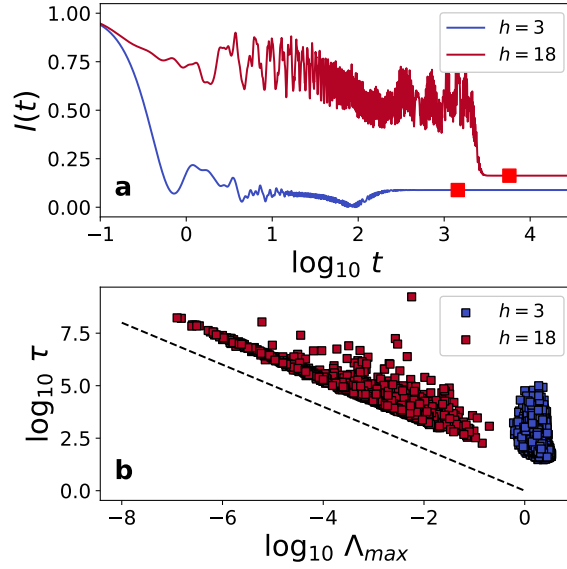 1.00
0.75
0.50
0.25
0.00
I(t)
h = 3
h = 18
a
−1
0
1
2
3
4
log₁₀ t
7.5
5.0
2.5
0.0
log₁₀ τ
h = 3
h = 18
b
−8
−6
−4
−2
0
log₁₀ Λₘₐₓ